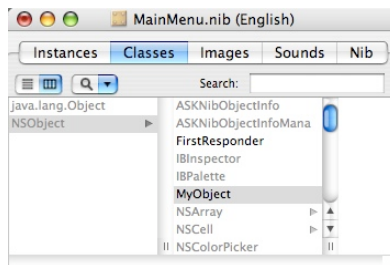 MainMenu.nib (English)
Instances Classes Images Sounds Nib
Search:
java.lang.Object
NSObject
ASKNibObjectInfo
ASKNibObjectInfoMana
FirstResponder
IBInspector
IBPalette
MyObject
NSArray
NSCell
NSColorPicker